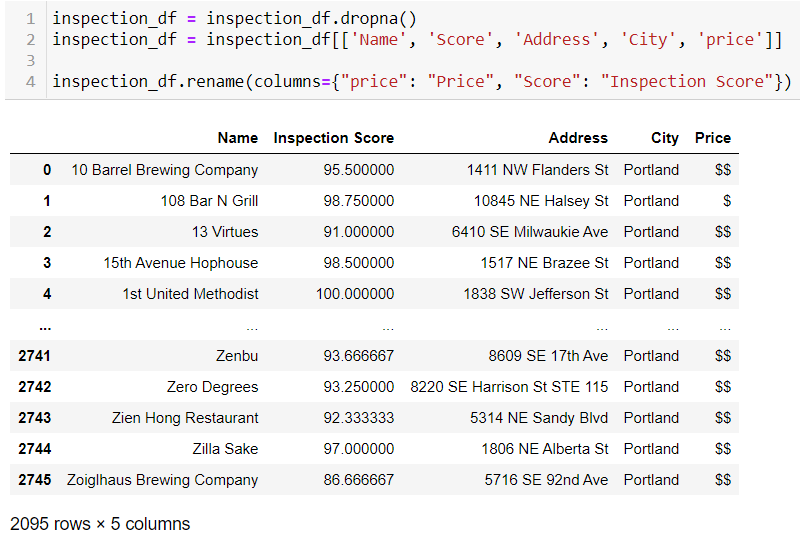 1 inspection_df = inspection_df.dropna()
2 inspection_df = inspection_df[['Name', 'Score', 'Address', 'City', 'price']]
3
4 inspection_df.rename(columns={"price": "Price", "Score": "Inspection Score"})
Name Inspection Score Address City Price
0 10 Barrel Brewing Company 95.500000 1411 NW Flanders St Portland $$
1 108 Bar N Grill 98.750000 10845 NE Halsey St Portland $
2 13 Virtues 91.000000 6410 SE Milwaukie Ave Portland $$
3 15th Avenue Hophouse 98.500000 1517 NE Brazee St Portland $$
4 1st United Methodist 100.000000 1838 SW Jefferson St Portland $$
... ... ... ... ... ...
2741 Zenbu 93.666667 8609 SE 17th Ave Portland $$
2742 Zero Degrees 93.250000 8220 SE Harrison St STE 115 Portland $$
2743 Zien Hong Restaurant 92.333333 5314 NE Sandy Blvd Portland $$
2744 Zilla Sake 97.000000 1806 NE Alberta St Portland $$
2745 Zoiglhaus Brewing Company 86.666667 5716 SE 92nd Ave Portland $$
2095 rows × 5 columns